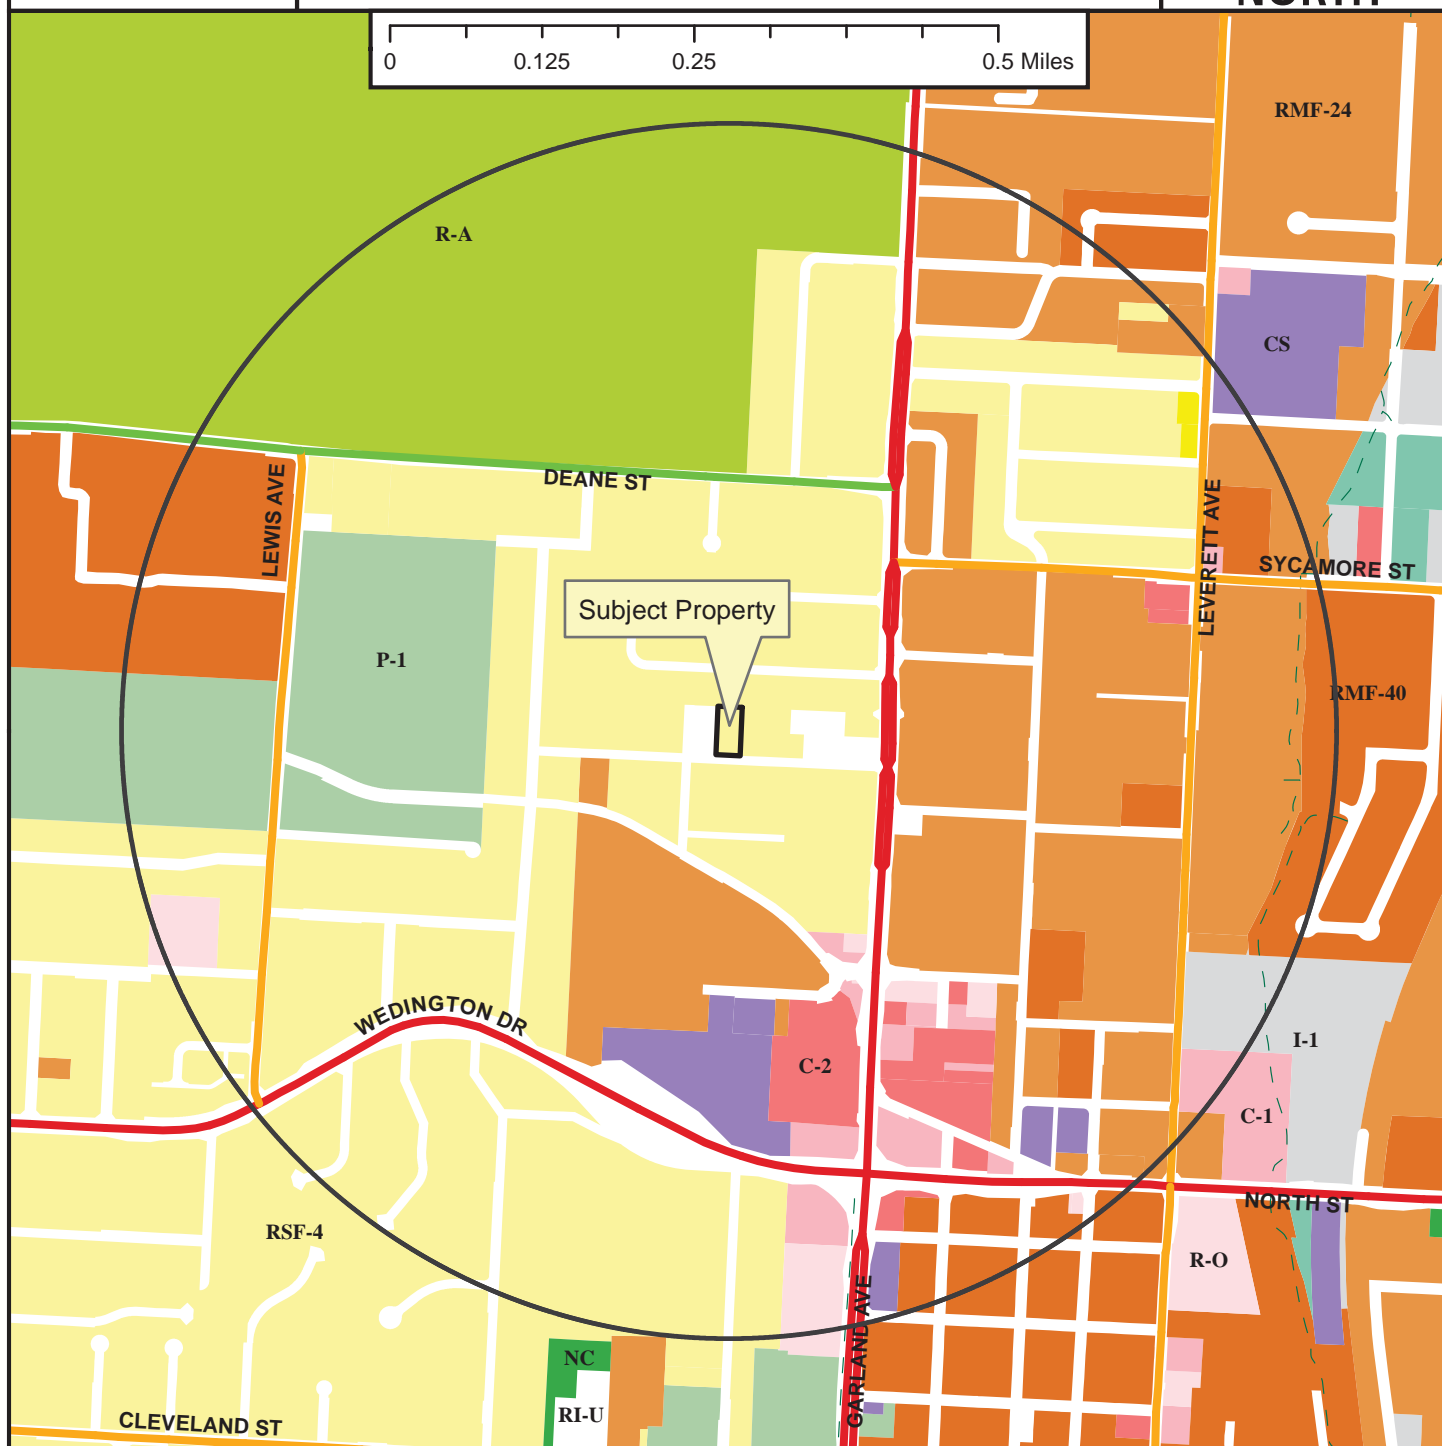 NORTH
0 0.125 0.25 0.5 Miles
RMF-24
R-A
CS
DEANE ST
LEWIS AVE
LEVERETT AVE
SYCAMORE ST
Subject Property
P-1
RMF-40
WEDINGTON DR
I-1
C-2
C-1
NORTH ST
RSF-4
R-O
GARLAND AVE
NC
RI-U
CLEVELAND ST